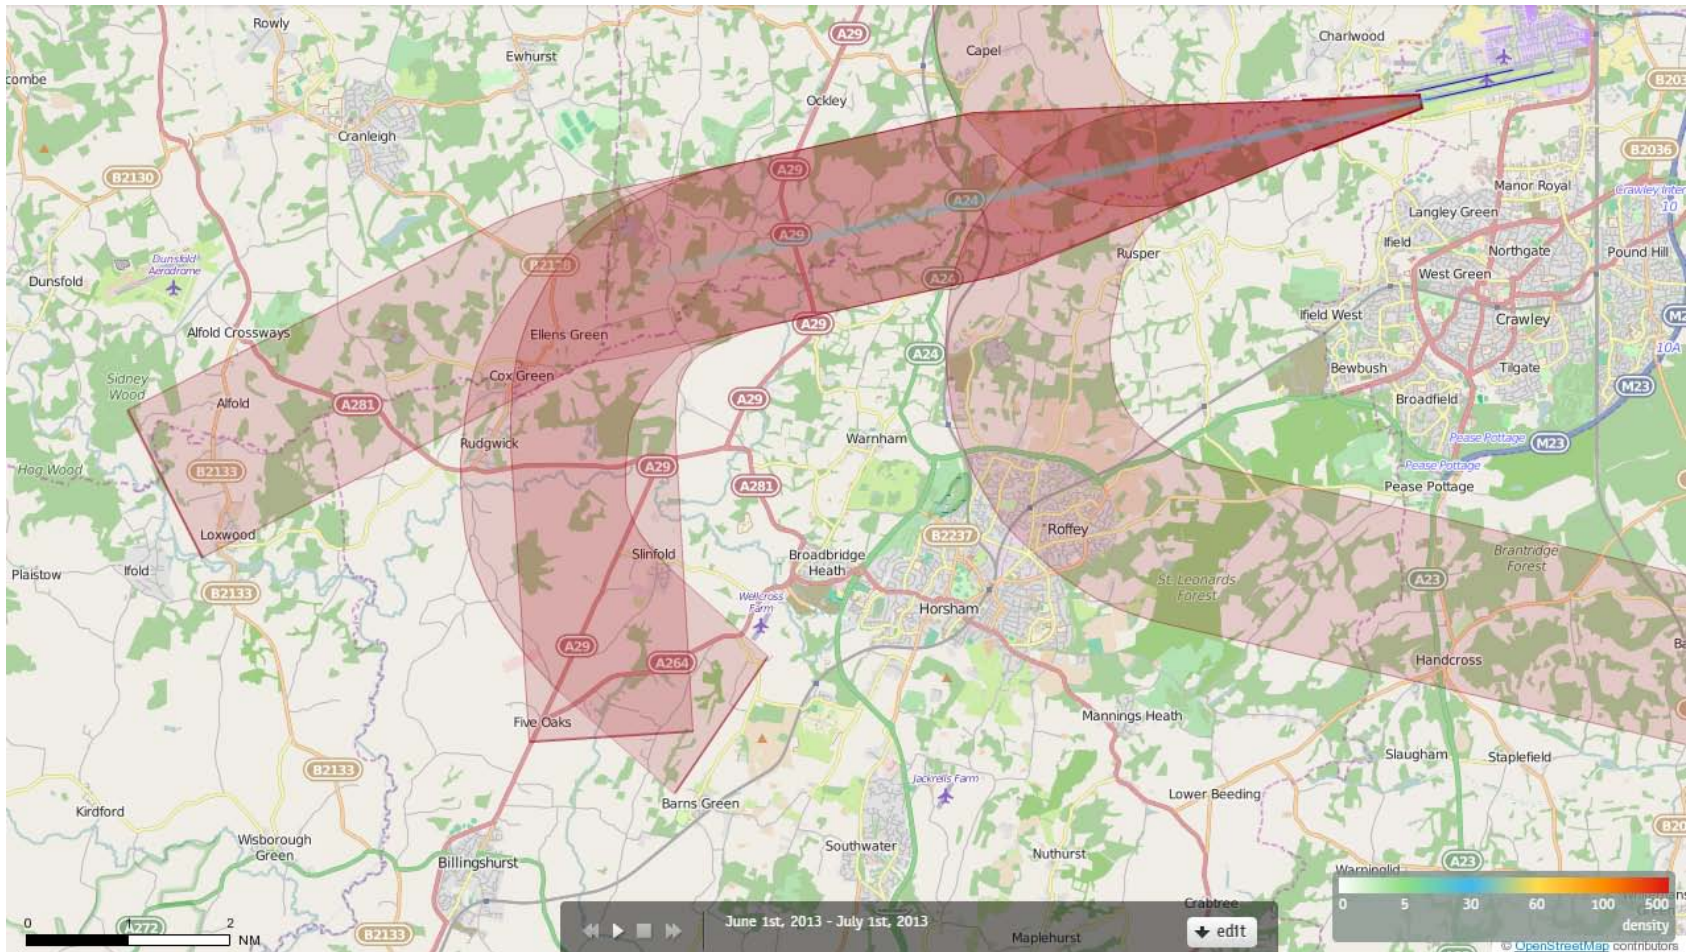 Rowly
A29
Charlwood
Capel
Ewhurst
combe
B203
Ockley
Cranleigh
B2036
B2130
A29
Manor Royal
Crawley Inter
10
A24
Langley Green
A29
Ifield
Northgate
Pound Hill
Dunsfold
Aerodrome
Rusper
Dunsfold
West Green
A24
Ifield West
Crawley
Alfold Crossways
Ellens Green
A29
10A
A24
Bewbush
Tilgate
Sidney
Wood
Cox Green
M23
Alfold
A281
A29
Broadfield
Rudgwick
Warnham
Pease Pottage
M23
Hog Wood
B2133
A29
Pease Pottage
A281
Pease Pottage
Loxwood
B2237
Roffey
Slinfold
Broadbridge
Heath
Brantridge
Forest
Plaistow
Ifold
St. Leonards
Forest
A23
B2133
Wellcross
Farm
Horsham
A29
A264
Handcross
Five Oaks
Mannings Heath
Slaugham
Staplefield
B2133
Jackrells Farm
Barns Green
Lower Beeding
Kirdford
Wisborough
Green
Southwater
Nuthurst
Billingshurst
A23
Warninglid
Crabtree
0
1
2
NM
A272
B2133
June 1st, 2013 - July 1st, 2013
edit
Maplehurst
0 5 30 60 100 500
density
© OpenStreetMap contributors